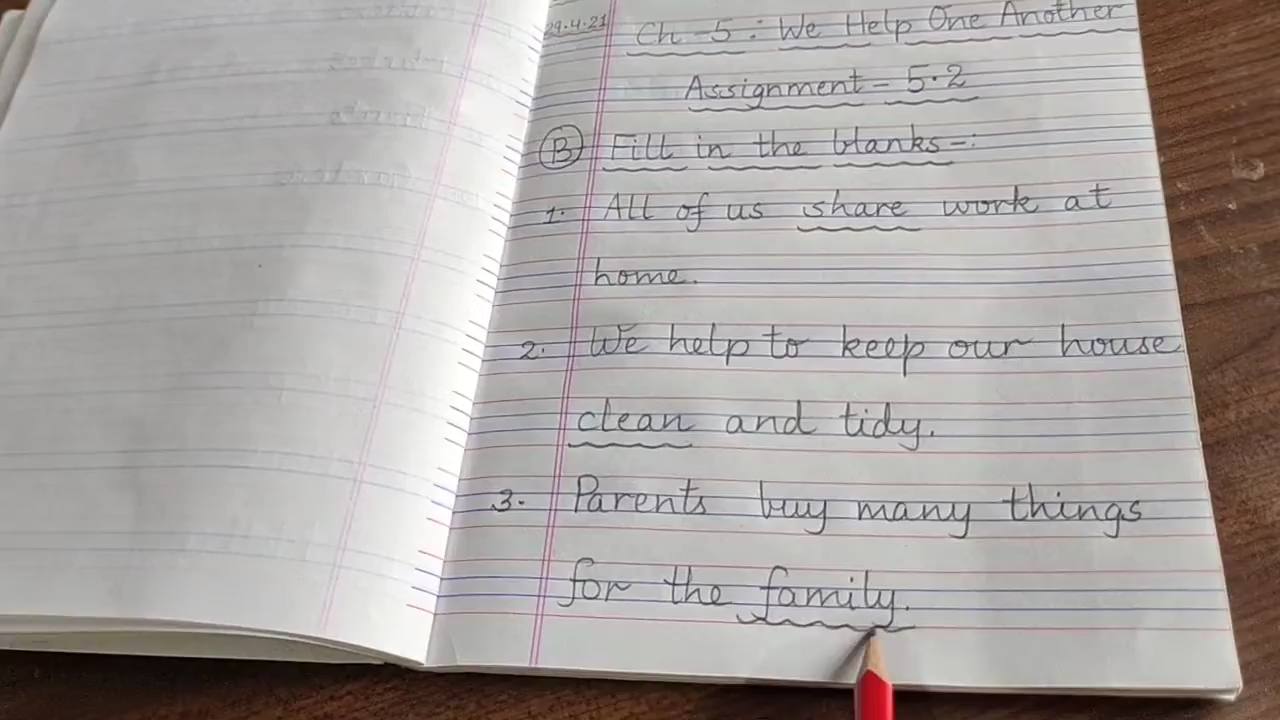 29.4.21 Ch-5: We Help One Another
Assignment - 5.2
B Fill in the blanks-:
1. All of us share work at
home.
2. We help to keep our house
clean and tidy.
3. Parents buy many things
for the family.